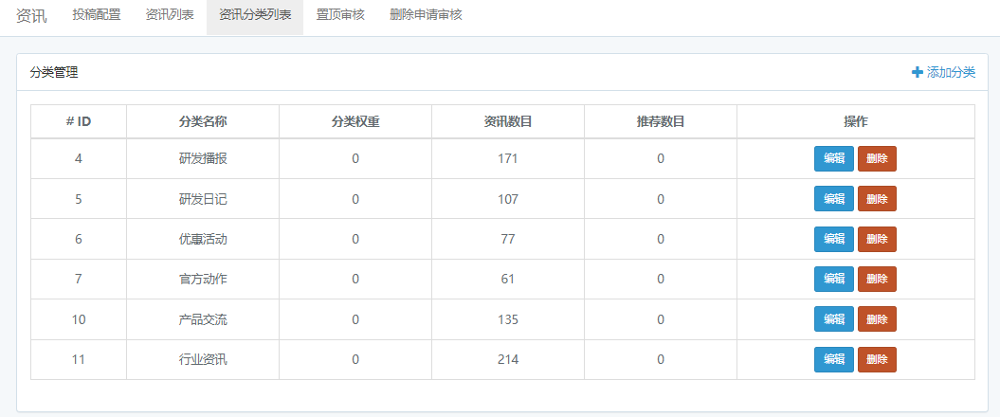 资讯 投稿配置 资讯列表 资讯分类列表 置顶审核 删除申请审核
分类管理 添加分类
# ID 分类名称 分类权重 资讯数目 推荐数目 操作
4 研发播报 0 171 0 编辑 删除
5 研发日记 0 107 0 编辑 删除
6 优惠活动 0 77 0 编辑 删除
7 官方动作 0 61 0 编辑 删除
10 产品交流 0 135 0 编辑 删除
11 行业资讯 0 214 0 编辑 删除